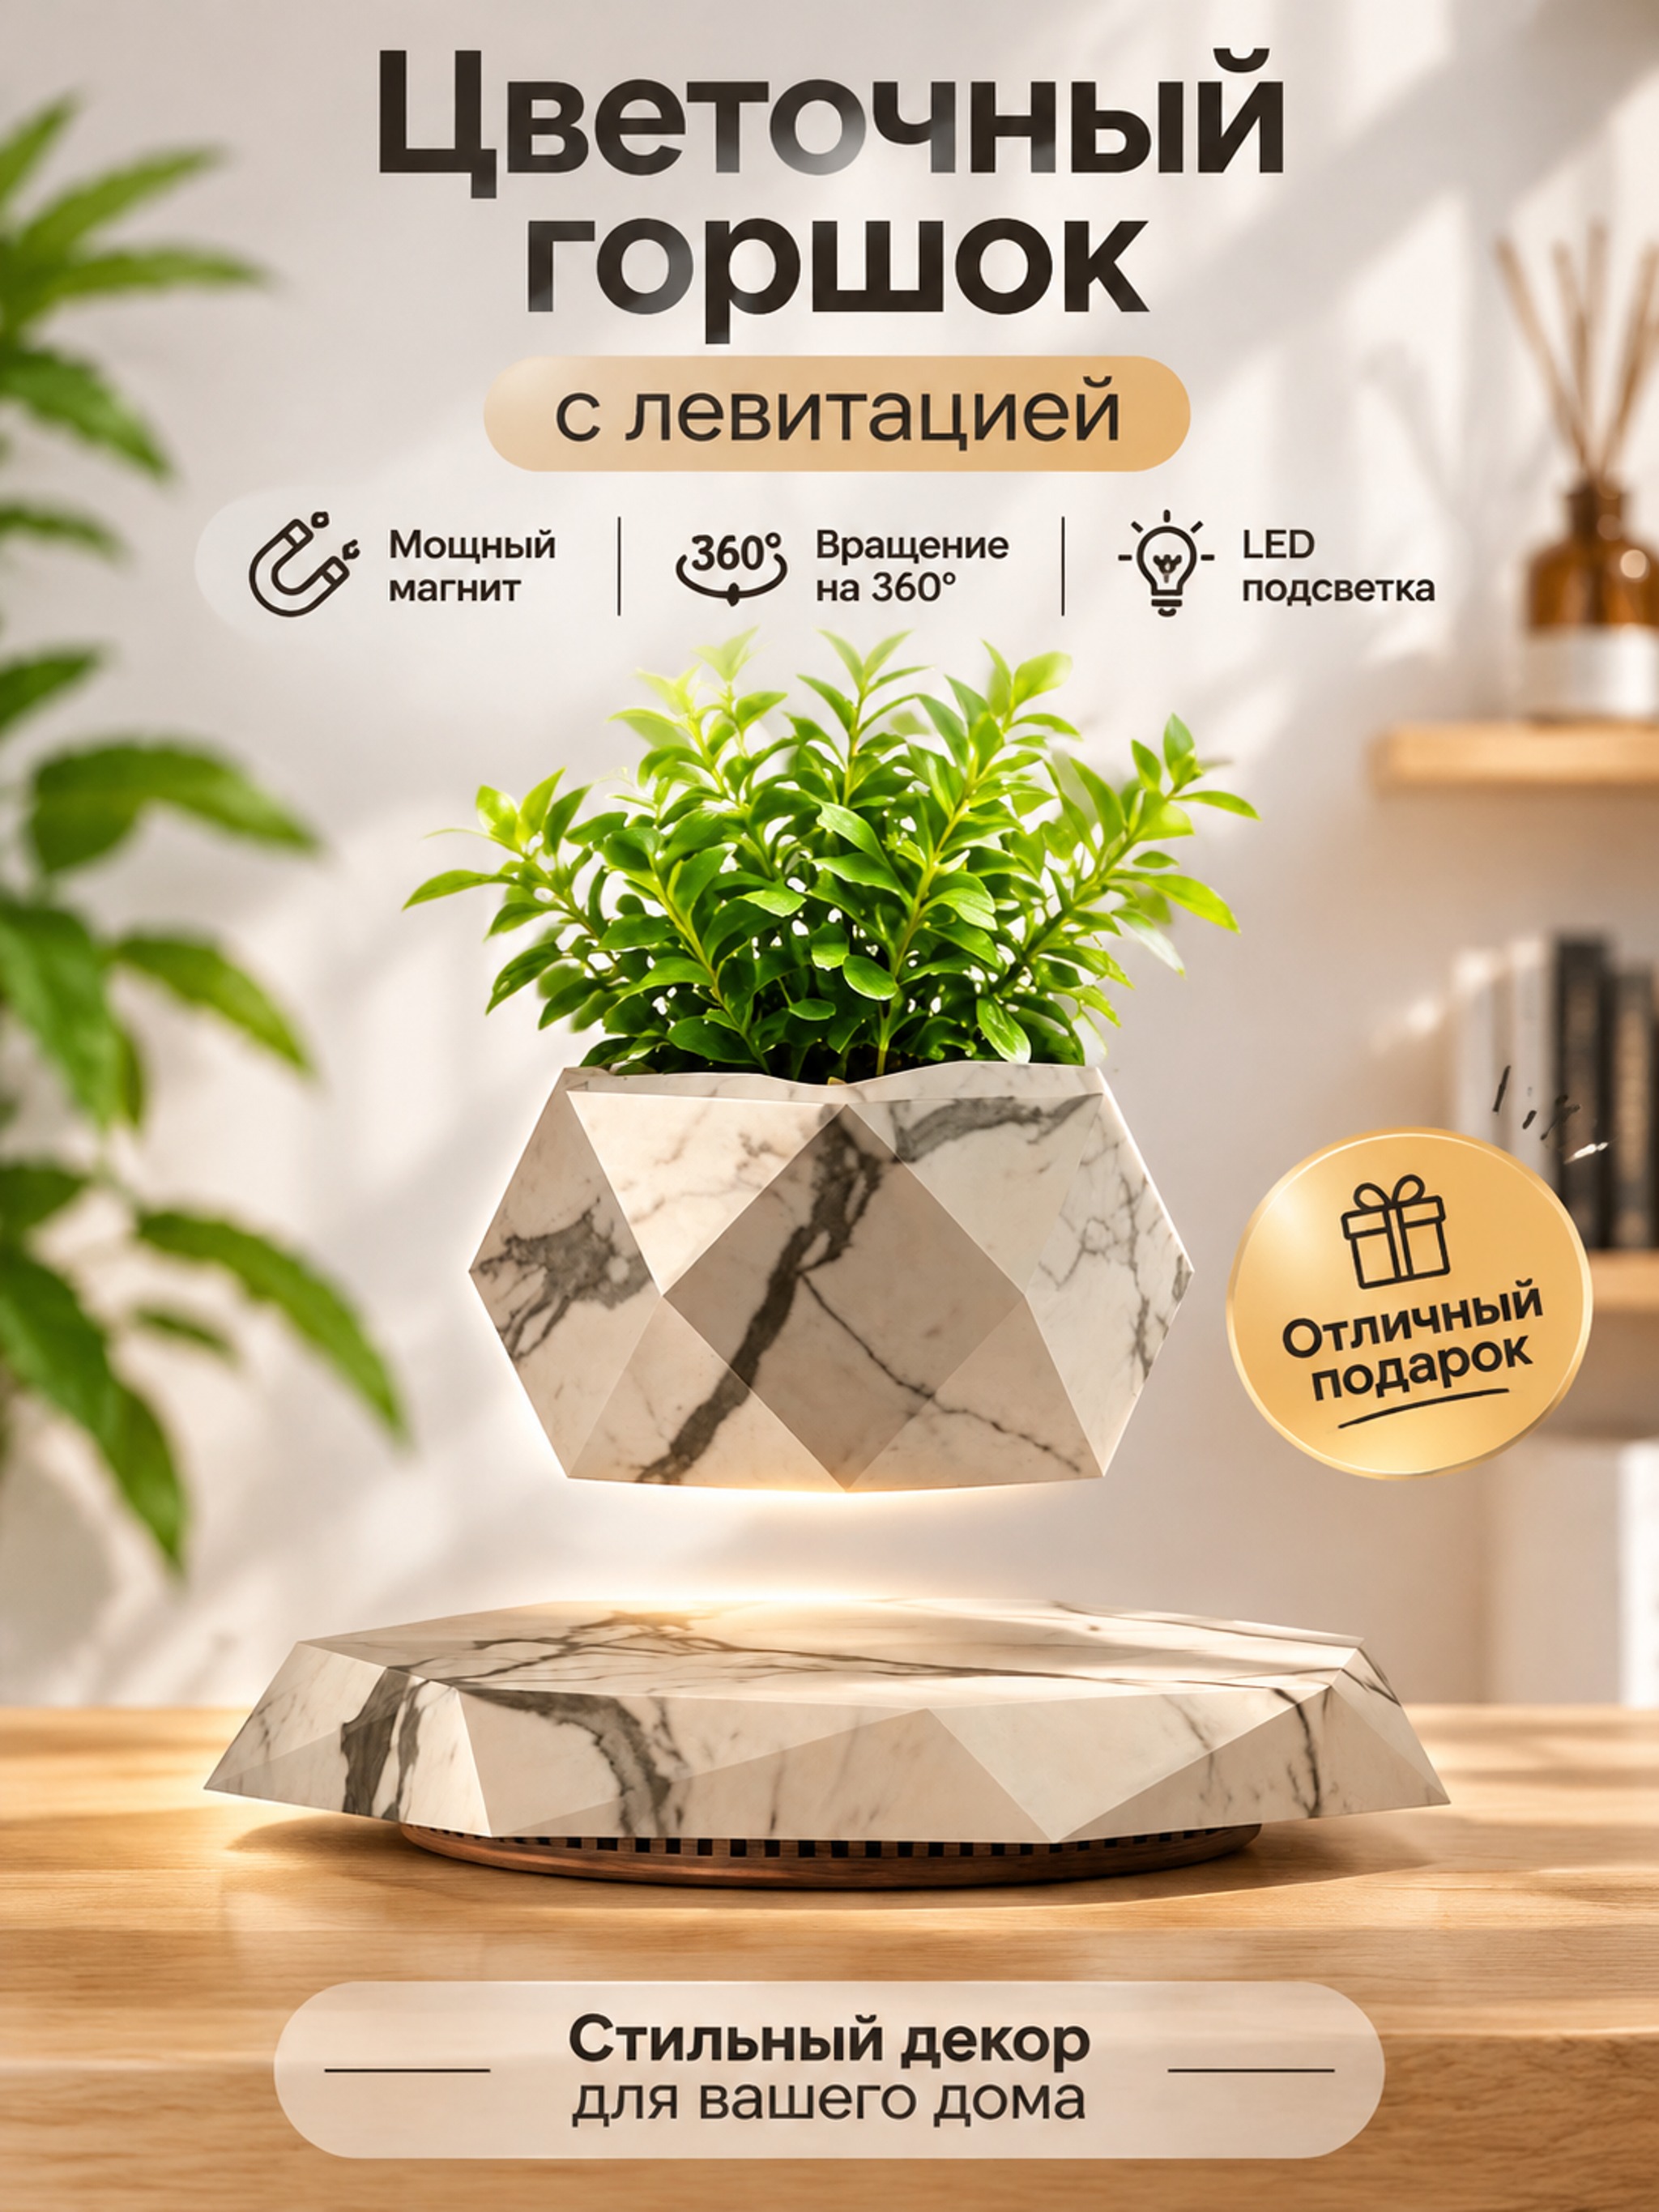 Цветочный
горшок
с левитацией
Мощный
магнит
360°
Вращение
на 360°
LED
подсветка
Отличный
подарок
Стильный декор
для вашего дома